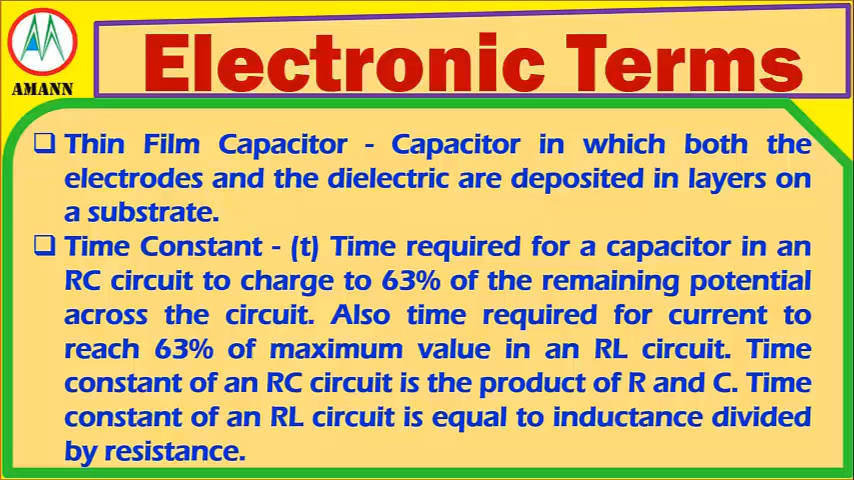 Electronic Terms
AMANN
❑ Thin Film Capacitor - Capacitor in which both the
electrodes and the dielectric are deposited in layers on
a substrate.
❑ Time Constant - (t) Time required for a capacitor in an
RC circuit to charge to 63% of the remaining potential
across the circuit. Also time required for current to
reach 63% of maximum value in an RL circuit. Time
constant of an RC circuit is the product of R and C. Time
constant of an RL circuit is equal to inductance divided
by resistance.